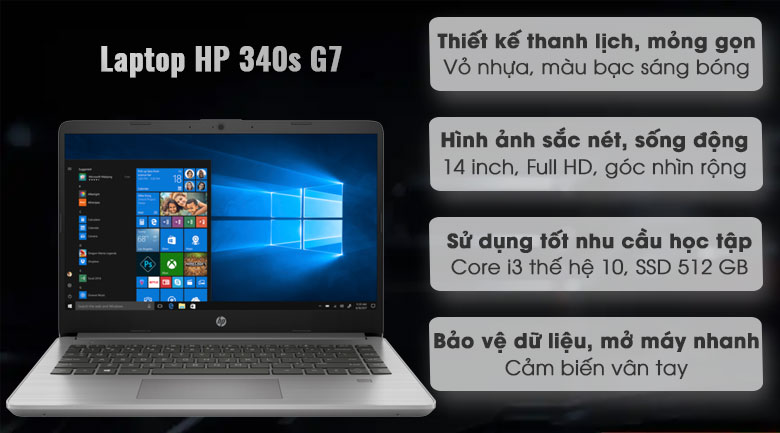 Laptop HP 340s G7
Thiết kế thanh lịch, mỏng gọn
Vỏ nhựa, màu bạc sáng bóng
Hình ảnh sắc nét, sống động
14 inch, Full HD, góc nhìn rộng
Sử dụng tốt nhu cầu học tập
Core i3 thế hệ 10, SSD 512 GB
Bảo vệ dữ liệu, mở máy nhanh
Cảm biến vân tay
hp